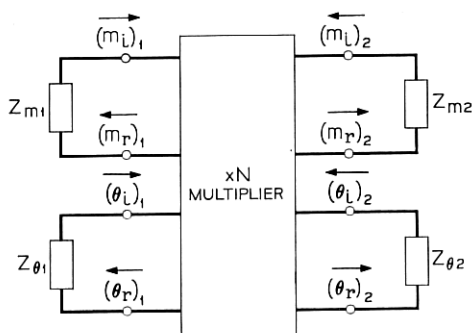 (m_i)_1
(m_i)_2
Z_m1
Z_m2
(m_r)_1
(m_r)_2
xN
MULTIPLIER
(θ_i)_1
(θ_i)_2
Z_θ1
Z_θ2
(θ_r)_1
(θ_r)_2